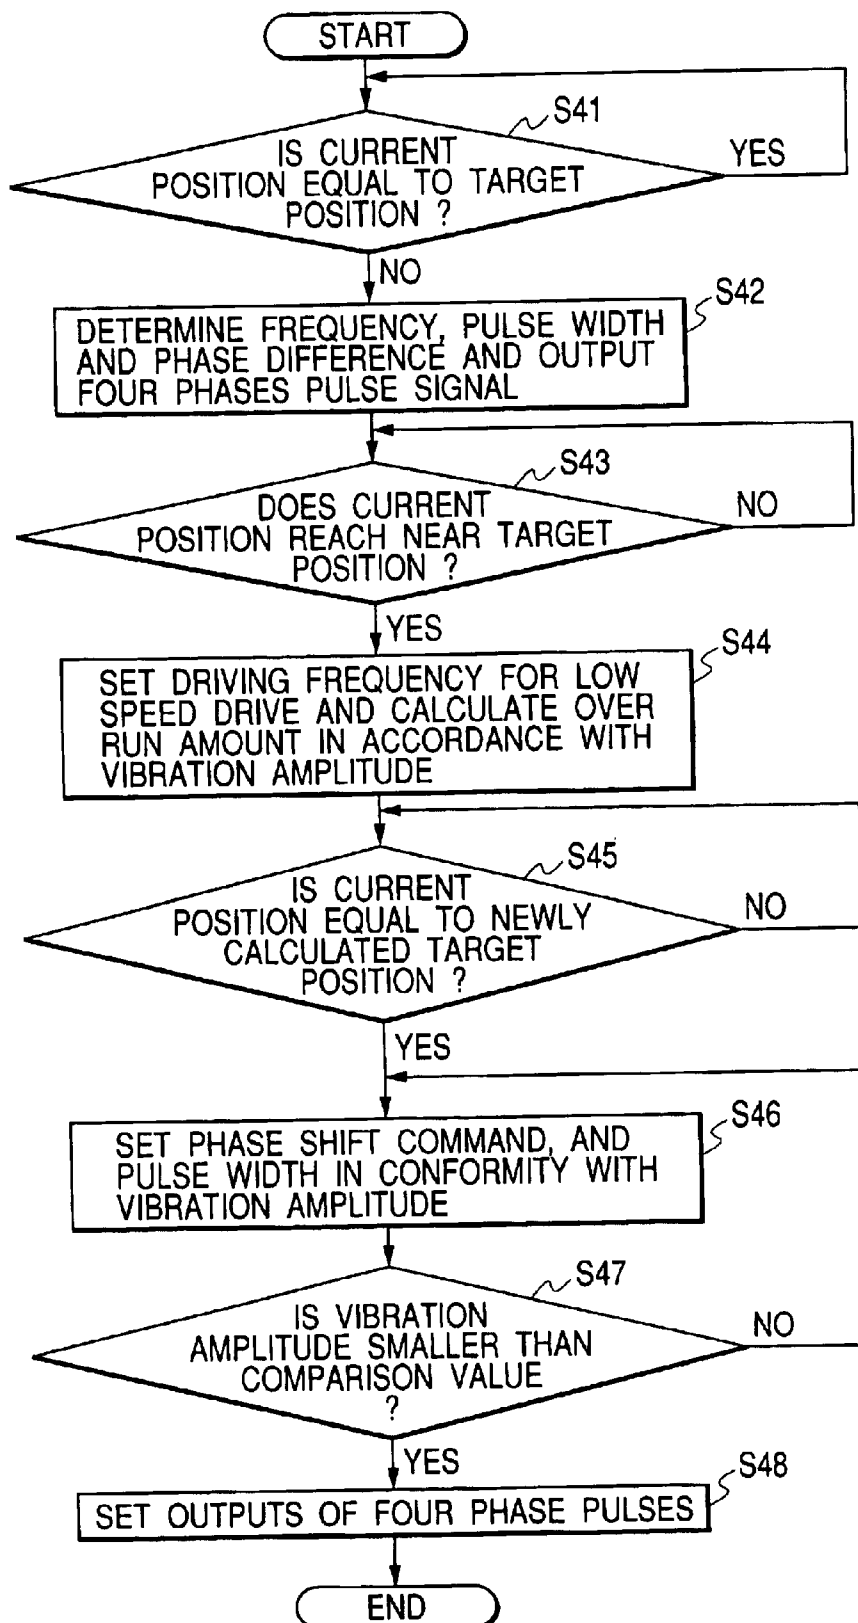 START
S41
IS CURRENT
POSITION EQUAL TO TARGET
POSITION ?
YES
NO
S42
DETERMINE FREQUENCY, PULSE WIDTH
AND PHASE DIFFERENCE AND OUTPUT
FOUR PHASES PULSE SIGNAL
S43
DOES CURRENT
POSITION REACH NEAR TARGET
POSITION ?
NO
YES
S44
SET DRIVING FREQUENCY FOR LOW
SPEED DRIVE AND CALCULATE OVER
RUN AMOUNT IN ACCORDANCE WITH
VIBRATION AMPLITUDE
S45
IS CURRENT
POSITION EQUAL TO NEWLY
CALCULATED TARGET
POSITION ?
NO
YES
S46
SET PHASE SHIFT COMMAND, AND
PULSE WIDTH IN CONFORMITY WITH
VIBRATION AMPLITUDE
S47
IS VIBRATION
AMPLITUDE SMALLER THAN
COMPARISON VALUE
?
NO
YES
S48
SET OUTPUTS OF FOUR PHASE PULSES
END